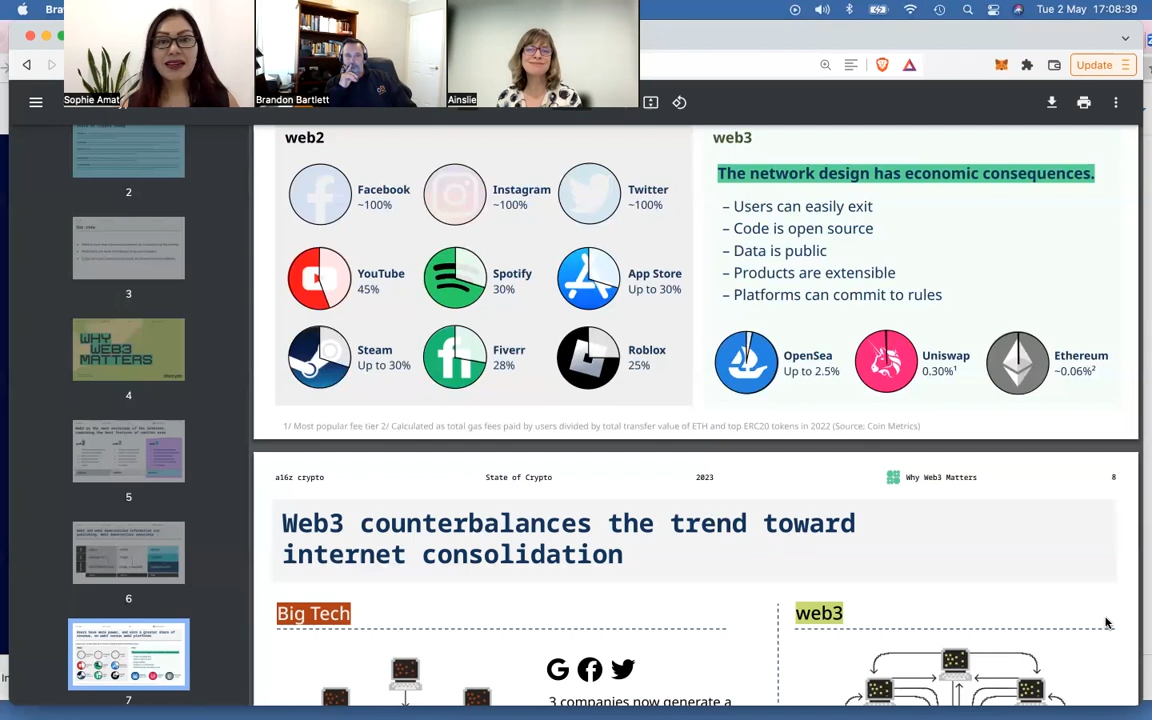 Bra
Tue 2 May 17:08:39
Update
Sophie Amat
Brandon Bartlett
Ainslie
web2
Facebook
~100%
Instagram
~100%
Twitter
~100%
YouTube
45%
Spotify
30%
App Store
Up to 30%
Steam
Up to 30%
Fiverr
28%
Roblox
25%
web3
The network design has economic consequences.
– Users can easily exit
– Code is open source
– Data is public
– Products are extensible
– Platforms can commit to rules
OpenSea
Up to 2.5%
Uniswap
0.30%¹
Ethereum
~0.06%²
1/ Most popular fee tier 2/ Calculated as total gas fees paid by users divided by total transfer value of ETH and top ERC20 tokens in 2022 (Source: Coin Metrics)
a16z crypto
State of Crypto
2023
Why Web3 Matters
8
Web3 counterbalances the trend toward
internet consolidation
Big Tech
web3
3 companies now generate a
2
3
WHY
WEB3
MATTERS
4
5
6
7